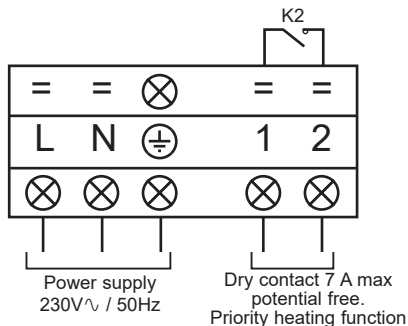 K2
= = = =
L N 1 2
Power supply
230V∿ / 50Hz
Dry contact 7 A max
potential free.
Priority heating function